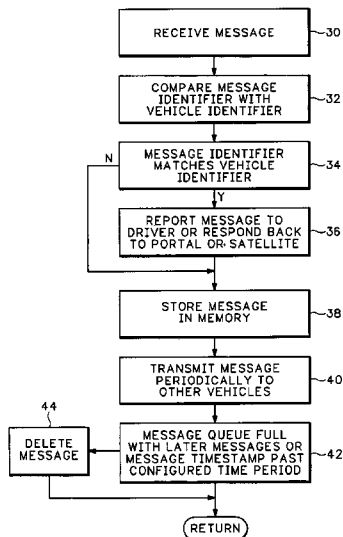 RECEIVE MESSAGE
30
COMPARE MESSAGE
IDENTIFIER WITH
VEHICLE IDENTIFIER
32
N
MESSAGE IDENTIFIER
MATCHES VEHICLE
IDENTIFIER
34
Y
REPORT MESSAGE TO
DRIVER OR RESPOND BACK
TO PORTAL OR SATELLITE
36
STORE MESSAGE
IN MEMORY
38
TRANSMIT MESSAGE
PERIODICALLY TO
OTHER VEHICLES
40
44
DELETE
MESSAGE
MESSAGE QUEUE FULL
WITH LATER MESSAGES OR
MESSAGE TIMESTAMP PAST
CONFIGURED TIME PERIOD
42
RETURN